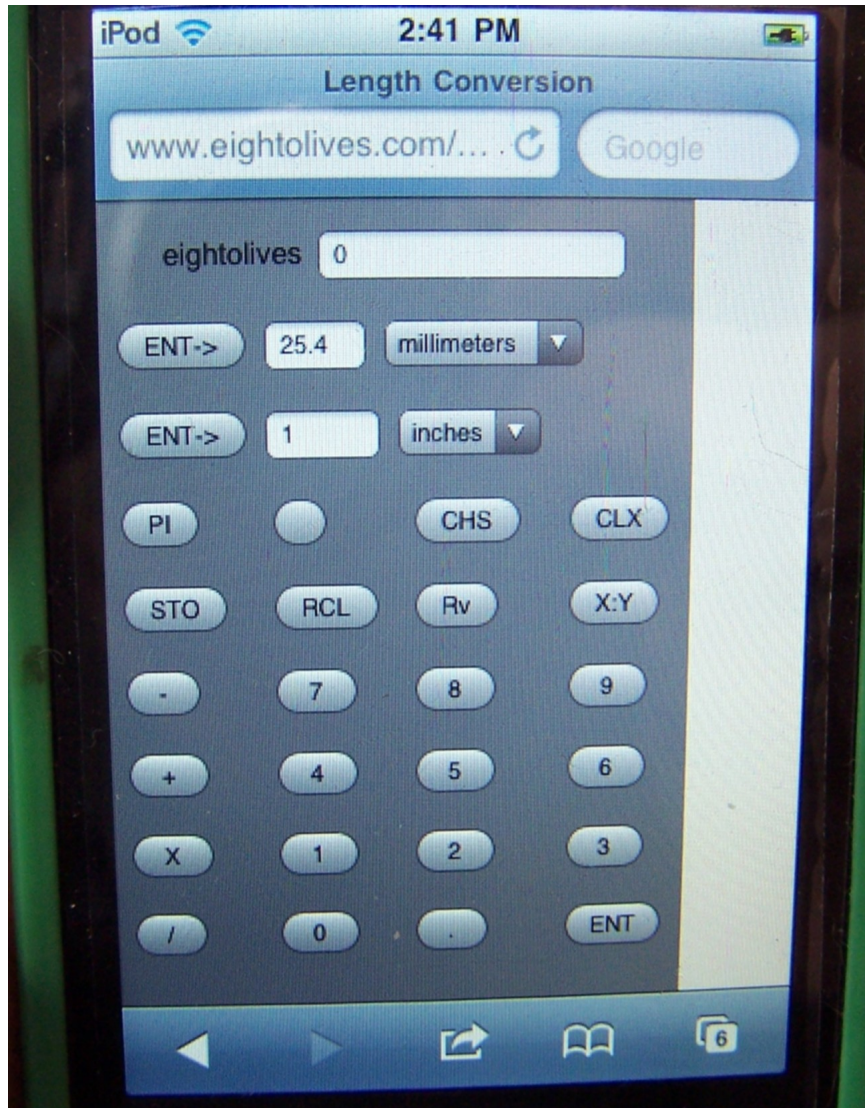 iPod 2:41 PM
Length Conversion
www.eightolives.com/... . Google
eightolives 0
ENT-> 25.4 millimeters
ENT-> 1 inches
PI CHS CLX
STO RCL Rv X:Y
- 7 8 9
+ 4 5 6
X 1 2 3
/ 0 . ENT
6